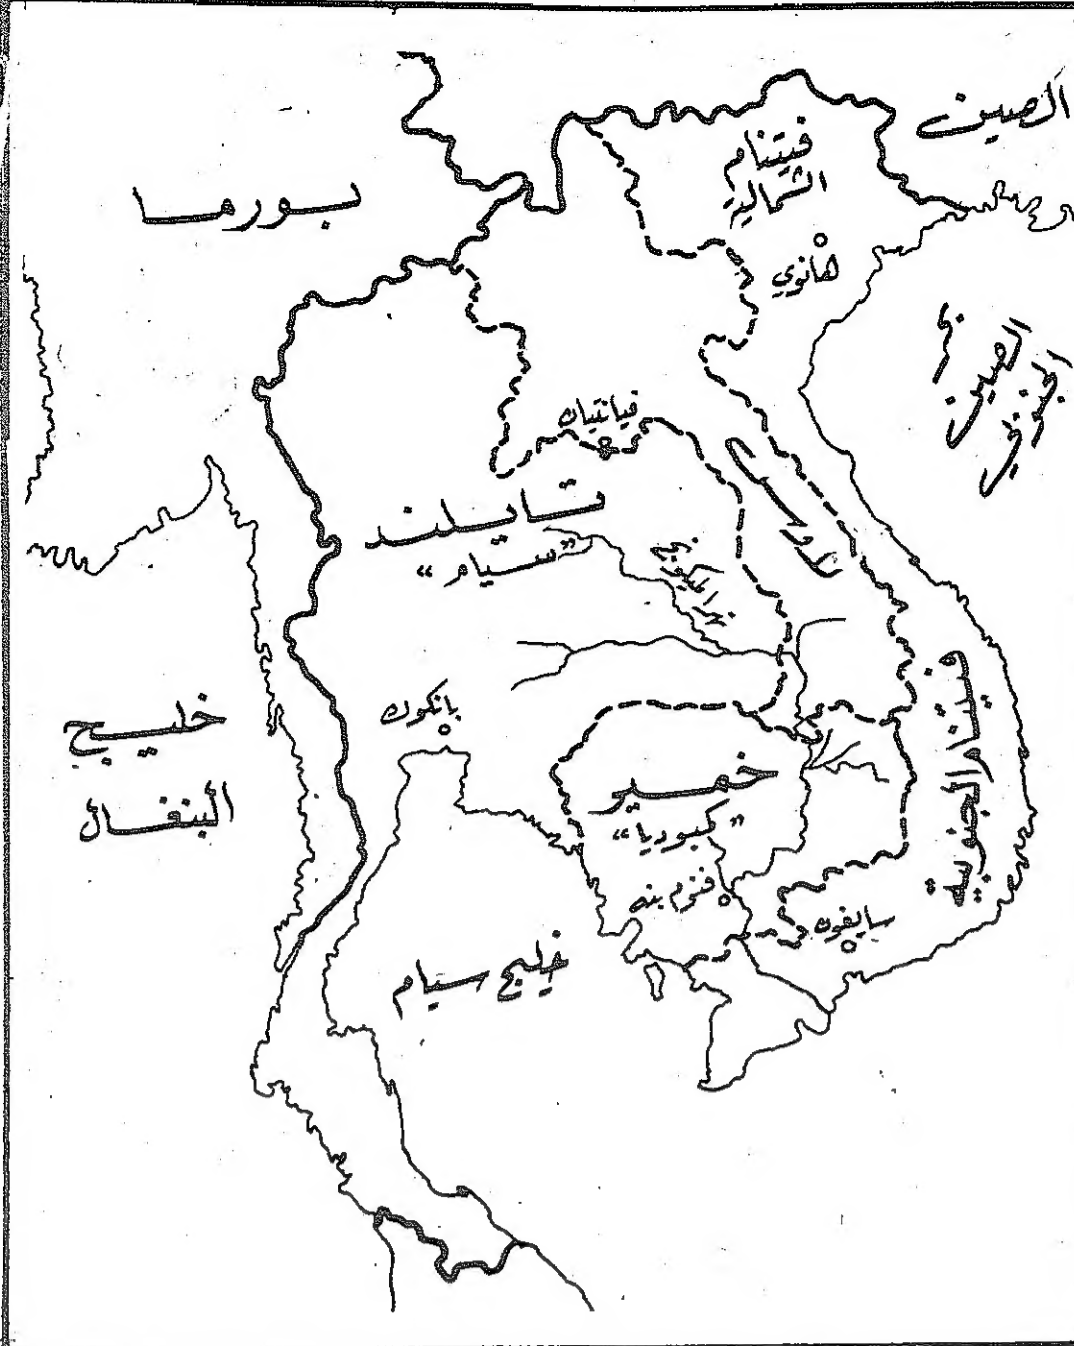 الصين
فيتنام
الشمالية
بورما
هانوي
بحر
الصين
الجنوبي
فيانتيان
لاوس
تايلند
"سيام"
نهر الميكونج
بانكوك
خليج
البنغال
فيتنام الجنوبية
خمير
"كبوديا"
فنوم بنه
سايغون
خليج سيام